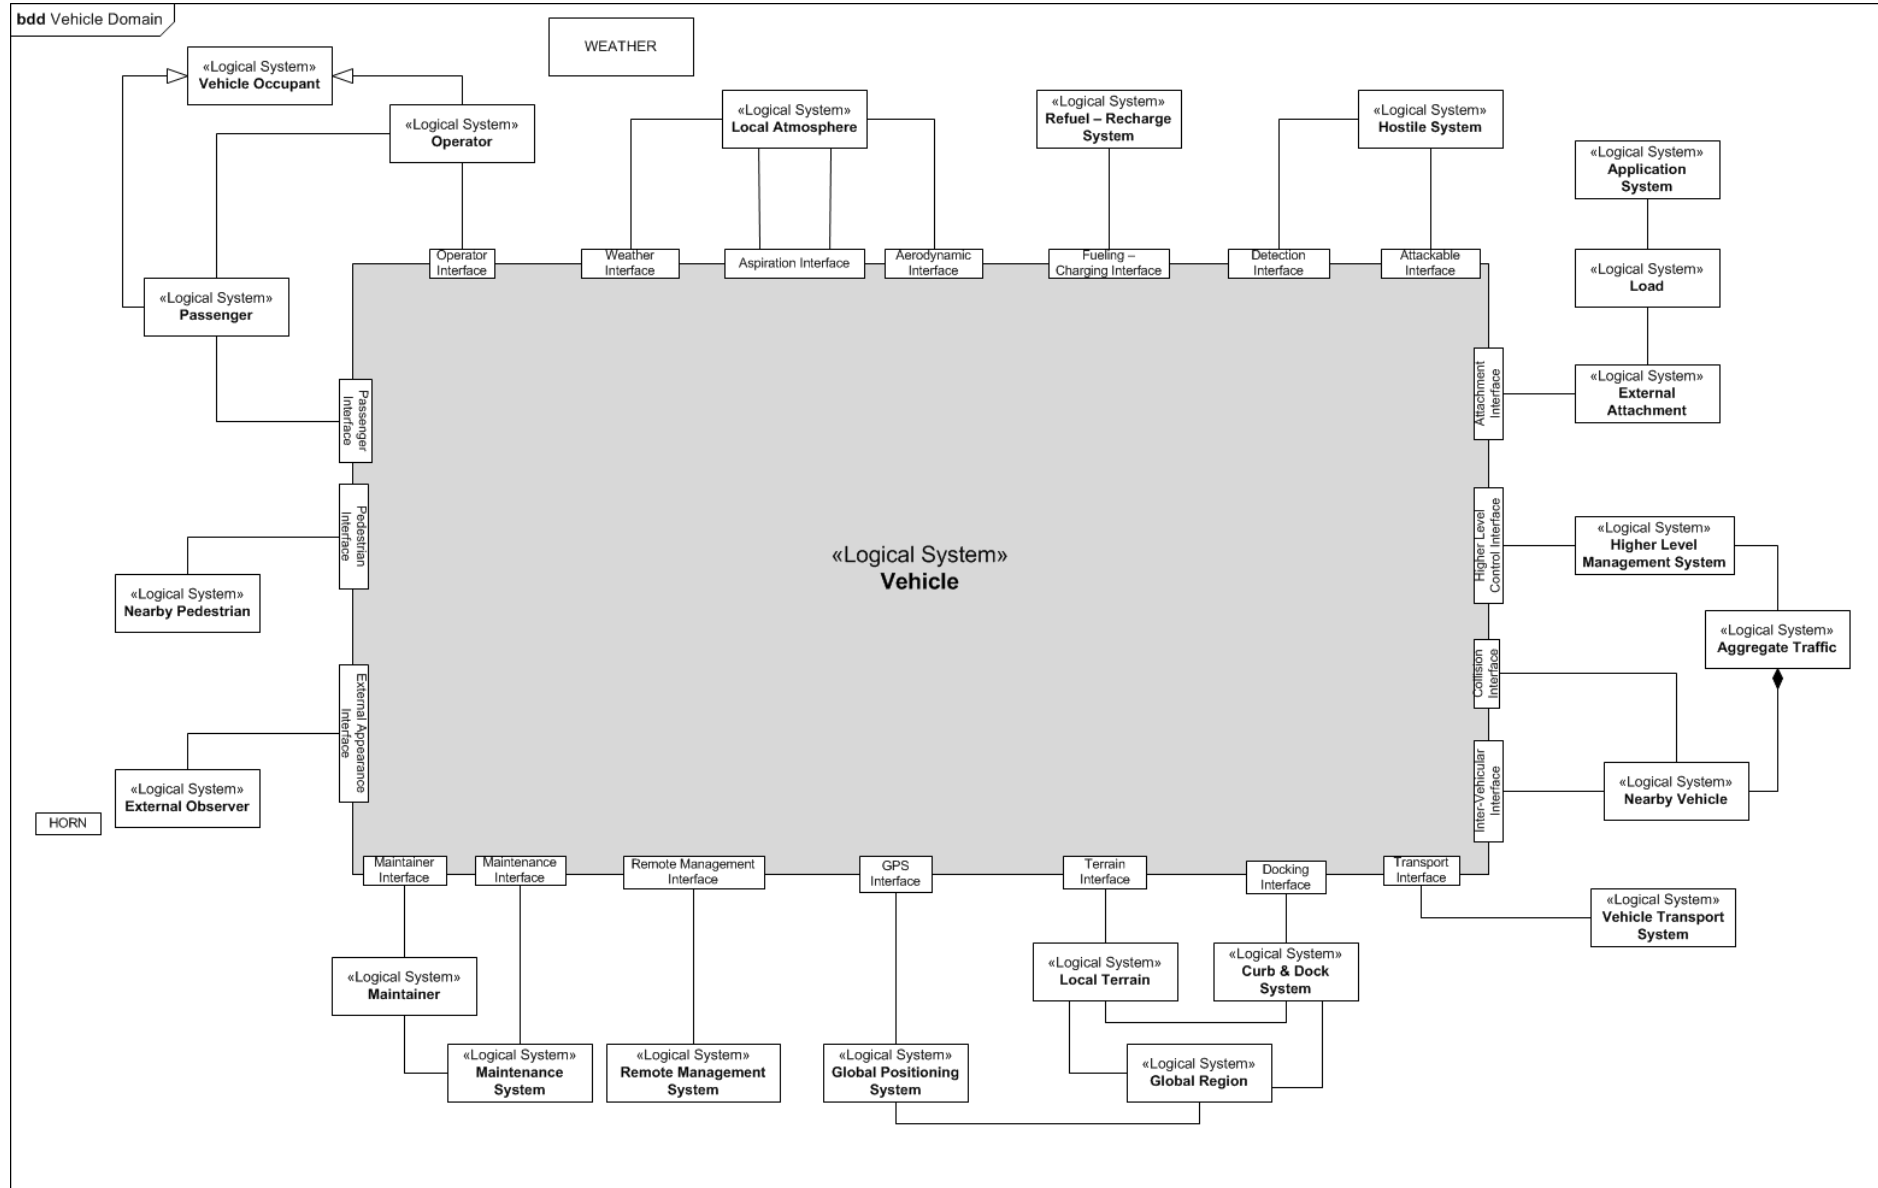 bdd Vehicle Domain
WEATHER
«Logical System»
Vehicle Occupant
«Logical System»
Operator
«Logical System»
Local Atmosphere
«Logical System»
Refuel – Recharge
System
«Logical System»
Hostile System
«Logical System»
Application
System
Operator
Interface
Weather
Interface
Aspiration Interface
Aerodynamic
Interface
Fueling –
Charging Interface
Detection
Interface
Attackable
Interface
«Logical System»
Load
«Logical System»
Passenger
Passenger
Interface
Attachment
Interface
«Logical System»
External
Attachment
Pedestrian
Interface
«Logical System»
Nearby Pedestrian
«Logical System»
Vehicle
Higher Level
Control Interface
«Logical System»
Higher Level
Management System
«Logical System»
Aggregate Traffic
Collision
Interface
External Appearance
Interface
«Logical System»
External Observer
HORN
Inter-Vehicular
Interface
«Logical System»
Nearby Vehicle
Maintainer
Interface
Maintenance
Interface
Remote Management
Interface
GPS
Interface
Terrain
Interface
Docking
Interface
Transport
Interface
«Logical System»
Vehicle Transport
System
«Logical System»
Maintainer
«Logical System»
Local Terrain
«Logical System»
Curb & Dock
System
«Logical System»
Maintenance
System
«Logical System»
Remote Management
System
«Logical System»
Global Positioning
System
«Logical System»
Global Region